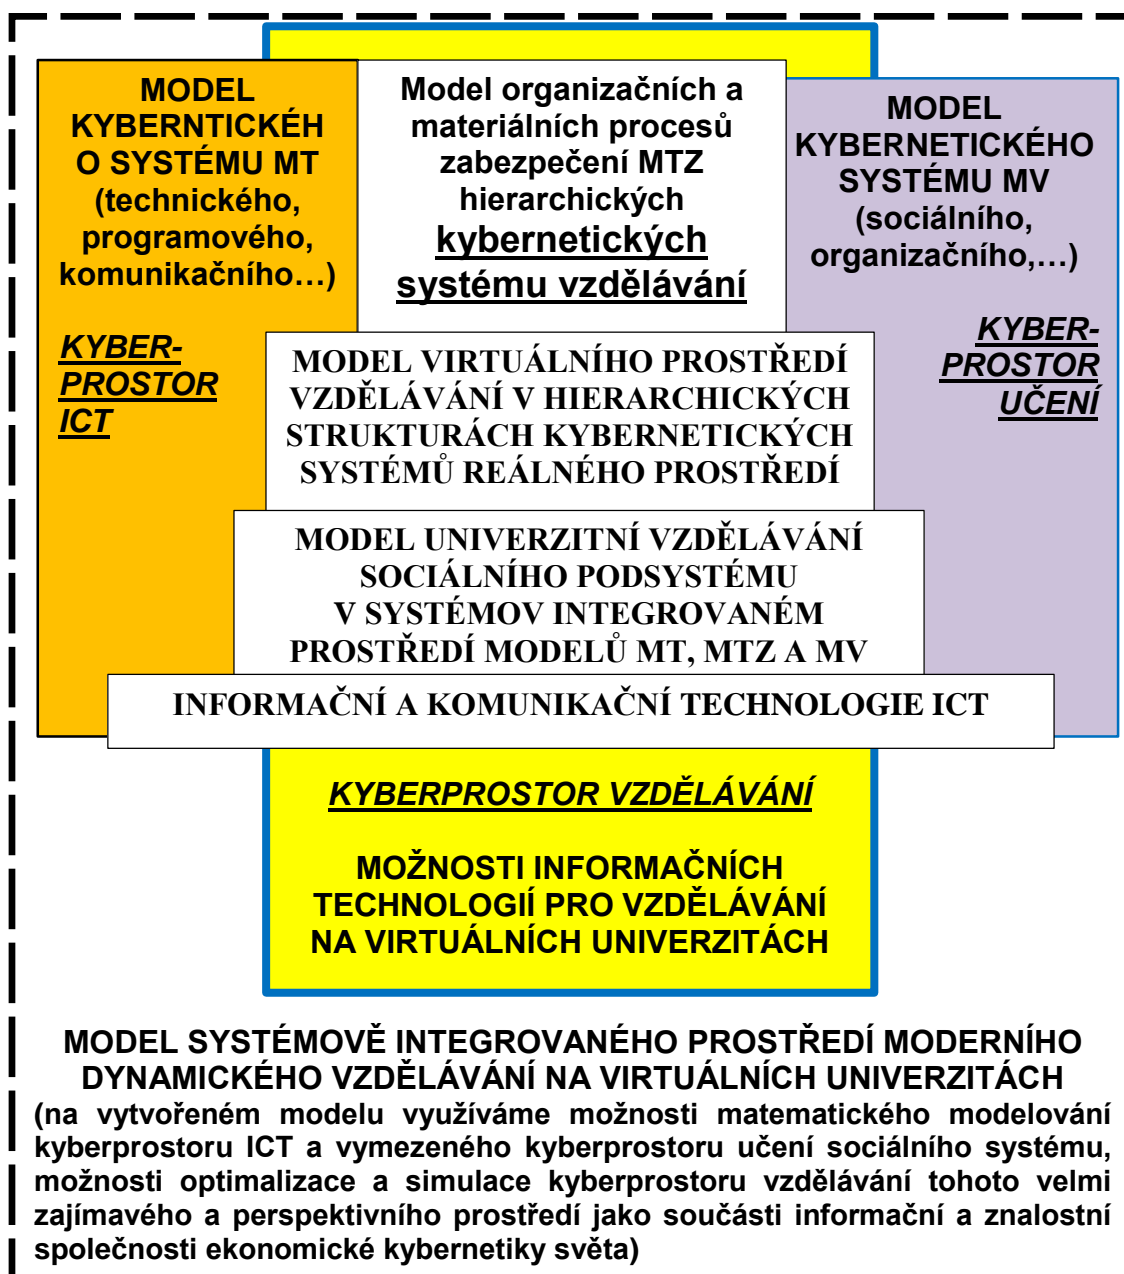 MODEL
KYBERNTICKÉH
O SYSTÉMU MT
(technického,
programového,
komunikačního…)
KYBER-
PROSTOR
ICT
Model organizačních a
materiálních procesů
zabezpečení MTZ
hierarchických
kybernetických
systému vzdělávání
MODEL
KYBERNETICKÉHO
SYSTÉMU MV
(sociálního,
organizačního,…)
KYBER-
PROSTOR
UČENÍ
MODEL VIRTUÁLNÍHO PROSTŘEDÍ
VZDĚLÁVÁNÍ V HIERARCHICKÝCH
STRUKTURÁCH KYBERNETICKÝCH
SYSTÉMŮ REÁLNÉHO PROSTŘEDÍ
MODEL UNIVERZITNÍ VZDĚLÁVÁNÍ
SOCIÁLNÍHO PODSYSTÉMU
V SYSTÉMOV INTEGROVANÉM
PROSTŘEDÍ MODELŮ MT, MTZ A MV
INFORMAČNÍ A KOMUNIKAČNÍ TECHNOLOGIE ICT
KYBERPROSTOR VZDĚLÁVÁNÍ
MOŽNOSTI INFORMAČNÍCH
TECHNOLOGIÍ PRO VZDĚLÁVÁNÍ
NA VIRTUÁLNÍCH UNIVERZITÁCH
MODEL SYSTÉMOVĚ INTEGROVANÉHO PROSTŘEDÍ MODERNÍHO
DYNAMICKÉHO VZDĚLÁVÁNÍ NA VIRTUÁLNÍCH UNIVERZITÁCH
(na vytvořeném modelu využíváme možnosti matematického modelování
kyberprostoru ICT a vymezeného kyberprostoru učení sociálního systému,
možnosti optimalizace a simulace kyberprostoru vzdělávání tohoto velmi
zajímavého a perspektivního prostředí jako součásti informační a znalostní
společnosti ekonomické kybernetiky světa)